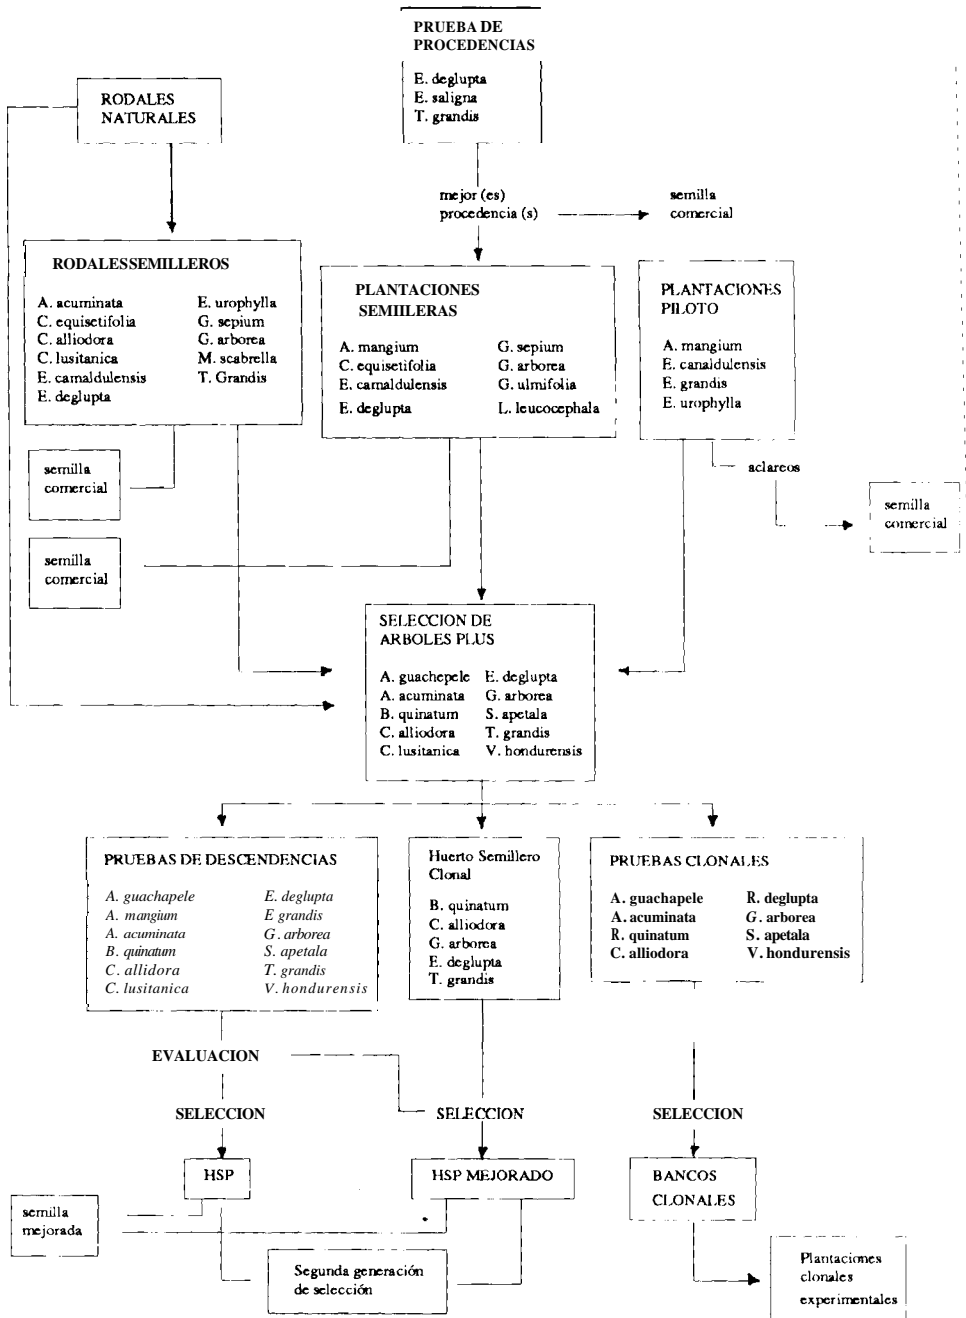 PRUEBA DE
PROCEDENCIAS
E. deglupta
E. saligna
T. grandis
RODALES
NATURALES
mejor (es)
procedencia (s)
semilla
comercial
RODALES SEMILLEROS
A. acuminata
C. equisetifolia
C. alliodora
C. lusitanica
E. camaldulensis
E. deglupta
E. urophylla
G. sepium
G. arborea
M. scabrella
T. Grandis
PLANTACIONES
SEMIILERAS
A. mangium
C. equisetifolia
E. camaldulensis
E. deglupta
G. sepium
G. arborea
G. ulmifolia
L. leucocephala
PLANTACIONES
PILOTO
A. mangium
E. canaldulensis
E. grandis
E. urophylla
semilla
comercial
aclareos
semilla
comercial
semilla
comercial
SELECCION DE
ARBOLES PLUS
A. guachepele
A. acuminata
B. quinatum
C. alliodora
C. lusitanica
E. deglupta
G. arborea
S. apetala
T. grandis
V. hondurensis
PRUEBAS DE DESCENDENCIAS
A. guachapele
A. mangium
A. acuminata
B. quinatum
C. allidora
C. lusitanica
E. deglupta
E grandis
G. arborea
S. apetala
T. grandis
V. hondurensis
Huerto Semillero
Clonal
B. quinatum
C. alliodora
G. arborea
E. deglupta
T. grandis
PRUEBAS CLONALES
A. guachapele
A. acuminata
R. quinatum
C. alliodora
R. deglupta
G. arborea
S. apetala
V. hondurensis
EVALUACION
SELECCION
SELECCION
SELECCION
HSP
HSP MEJORADO
BANCOS
CLONALES
semilla
mejorada
Segunda generación
de selección
Plantaciones
clonales
experimentales